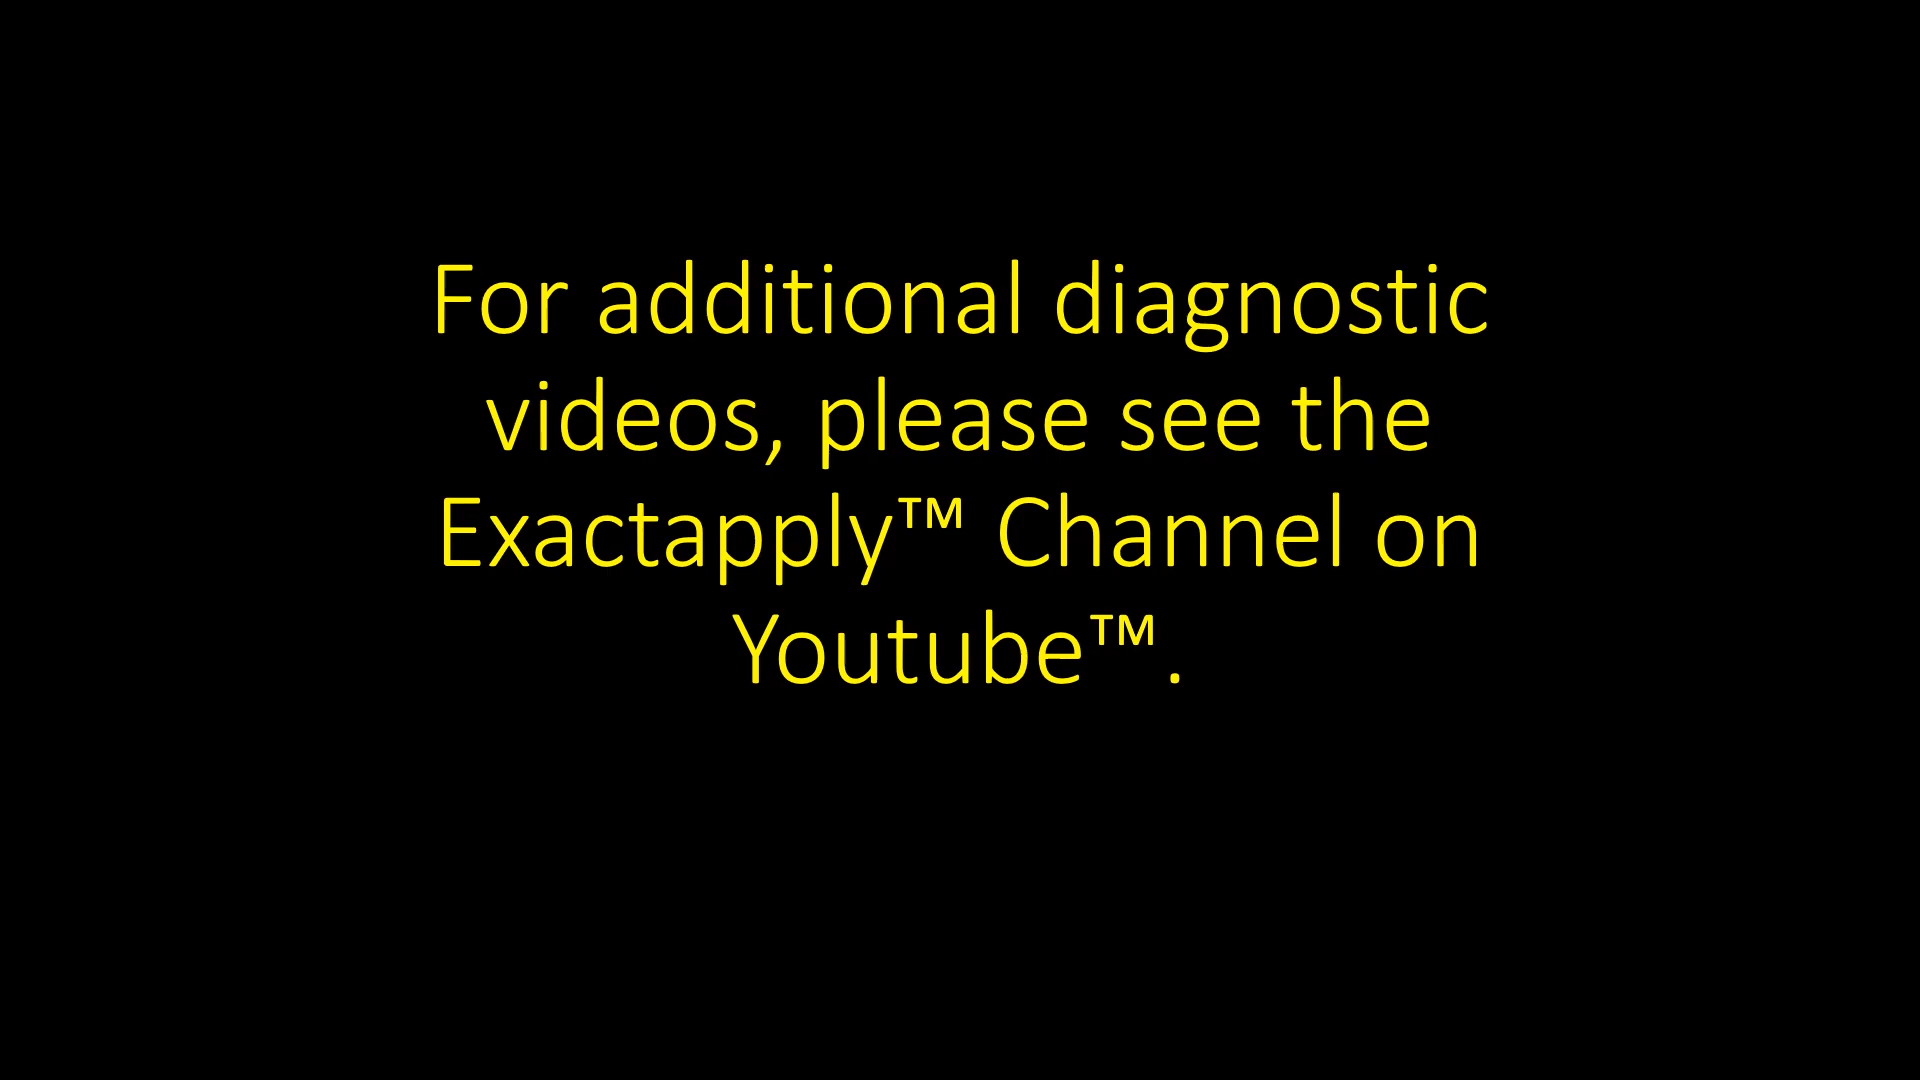 For additional diagnostic
videos, please see the
Exactapply™ Channel on
Youtube™.